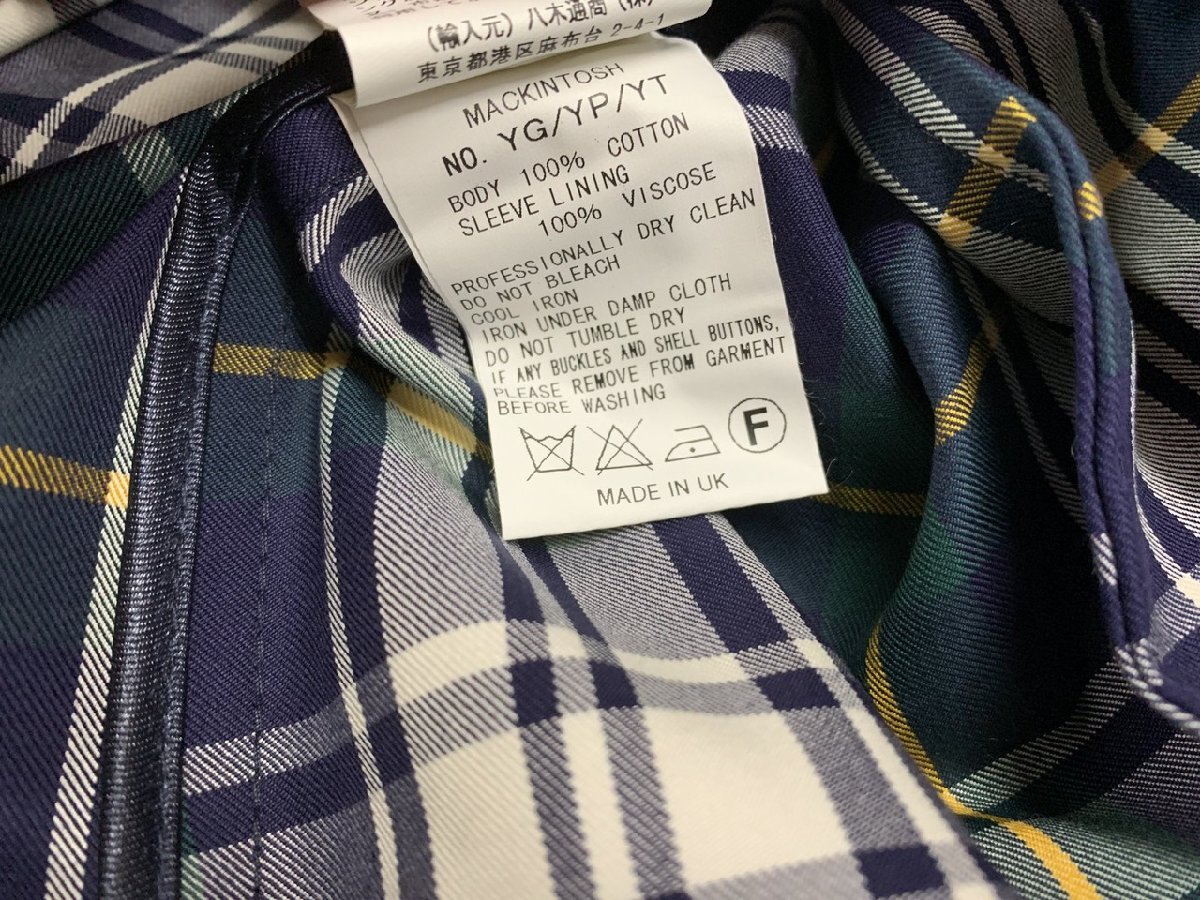 (輸入元) 八木通商 (株)
東京都港区麻布台 2-4-1
MACKINTOSH
NO. YG/YP/YT
BODY 100% COTTON
SLEEVE LINING
100% VISCOSE
PROFESSIONALLY DRY CLEAN
DO NOT BLEACH
COOL IRON
IRON UNDER DAMP CLOTH
DO NOT TUMBLE DRY
IF ANY BUCKLES AND SHELL BUTTONS,
PLEASE REMOVE FROM GARMENT
BEFORE WASHING
F
MADE IN UK